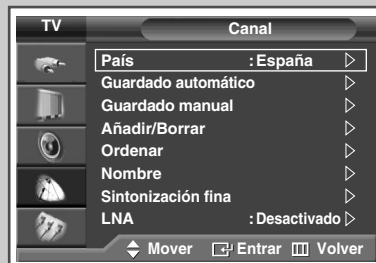 TV
Canal
País : España
Guardado automático
Guardado manual
Añadir/Borrar
Ordenar
Nombre
Sintonización fina
LNA : Desactivado
Mover Entrar Volver